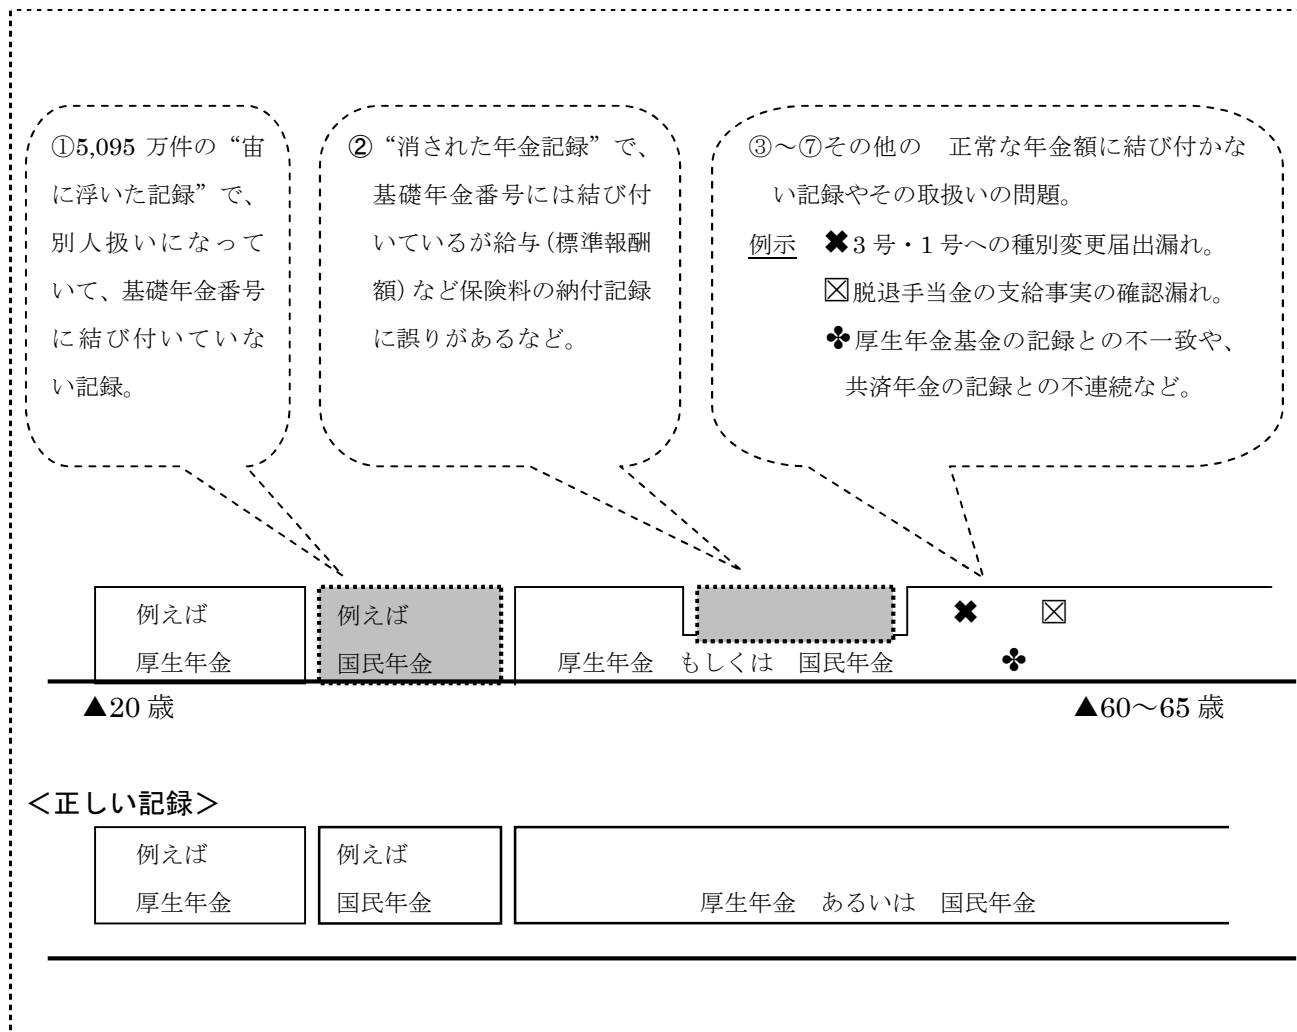 ①5,095 万件の“宙
に浮いた記録”で、
別人扱いになって
いて、基礎年金番号
に結び付いていな
い記録。
②“消された年金記録”で、
基礎年金番号には結び付
いているが給与(標準報酬
額)など保険料の納付記録
に誤りがあるなど。
③～⑦その他の　正常な年金額に結び付かな
い記録やその取扱いの問題。
例示　✖3 号・1 号への種別変更届出漏れ。
☒脱退手当金の支給事実の確認漏れ。
✤厚生年金基金の記録との不一致や、
共済年金の記録との不連続など。
例えば
厚生年金
例えば
国民年金
厚生年金　もしくは　国民年金
✖　☒
✤
▲20 歳
▲60～65 歳
＜正しい記録＞
例えば
厚生年金
例えば
国民年金
厚生年金　あるいは　国民年金